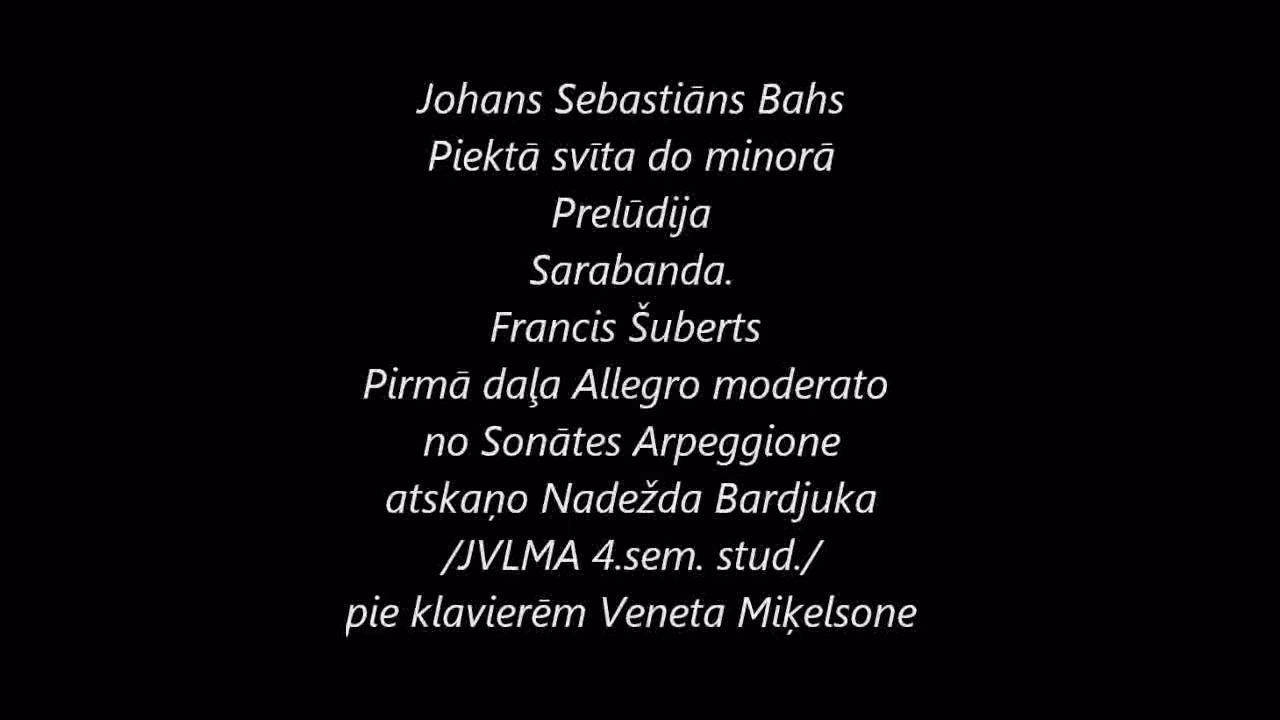 Johans Sebastiāns Bahs
Piektā svīta do minorā
Prelūdija
Sarabanda.
Francis Šuberts
Pirmā daļa Allegro moderato
no Sonātes Arpeggione
atskaņo Nadežda Bardjuka
/JVLMA 4.sem. stud./
pie klavierēm Veneta Miķelsone